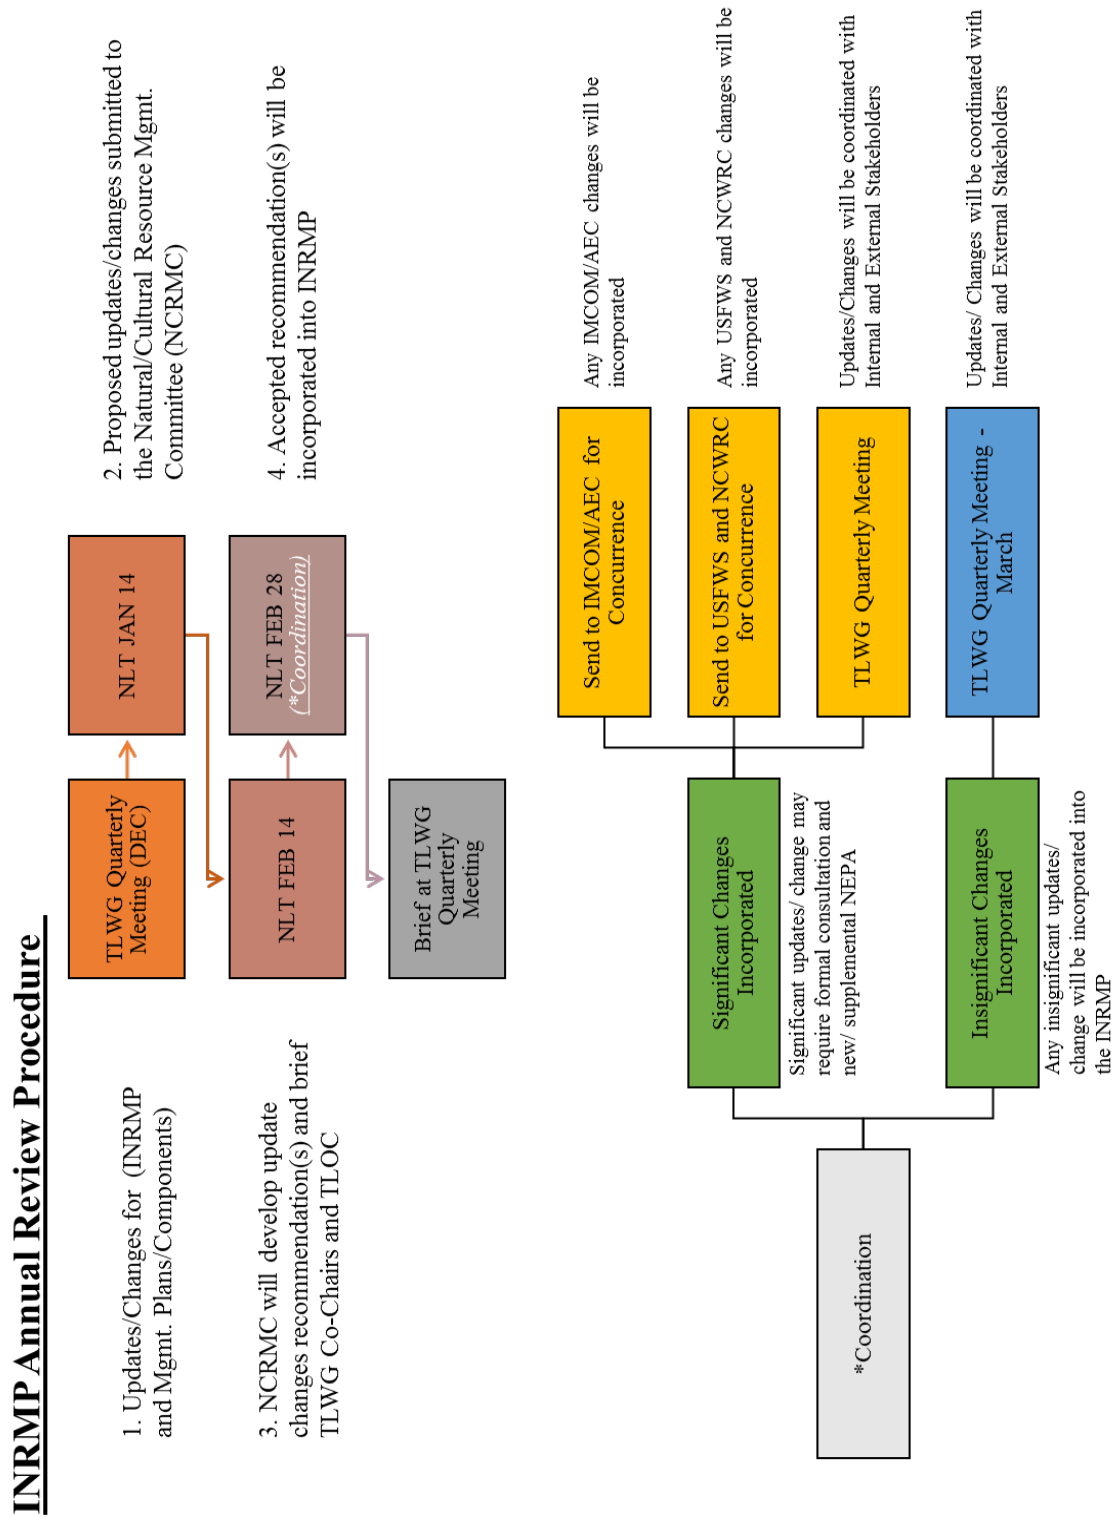 INRMP Annual Review Procedure
1. Updates/Changes for (INRMP
and Mgmt. Plans/Components)
TLWG Quarterly
Meeting (DEC)
NLT JAN 14
2. Proposed updates/changes submitted to
the Natural/Cultural Resource Mgmt.
Committee (NCRMC)
3. NCRMC will develop update
changes recommendation(s) and brief
TLWG Co-Chairs and TLOC
NLT FEB 14
NLT FEB 28
(*Coordination)
4. Accepted recommendation(s) will be
incorporated into INRMP
Brief at TLWG
Quarterly
Meeting
*Coordination
Significant Changes
Incorporated
Significant updates/ change may
require formal consultation and
new/ supplemental NEPA
Insignificant Changes
Incorporated
Any insignificant updates/
change will be incorporated into
the INRMP
Send to IMCOM/AEC for
Concurrence
Any IMCOM/AEC changes will be
incorporated
Send to USFWS and NCWRC
for Concurrence
Any USFWS and NCWRC changes will be
incorporated
TLWG Quarterly Meeting
Updates/Changes will be coordinated with
Internal and External Stakeholders
TLWG Quarterly Meeting -
March
Updates/ Changes will be coordinated with
Internal and External Stakeholders